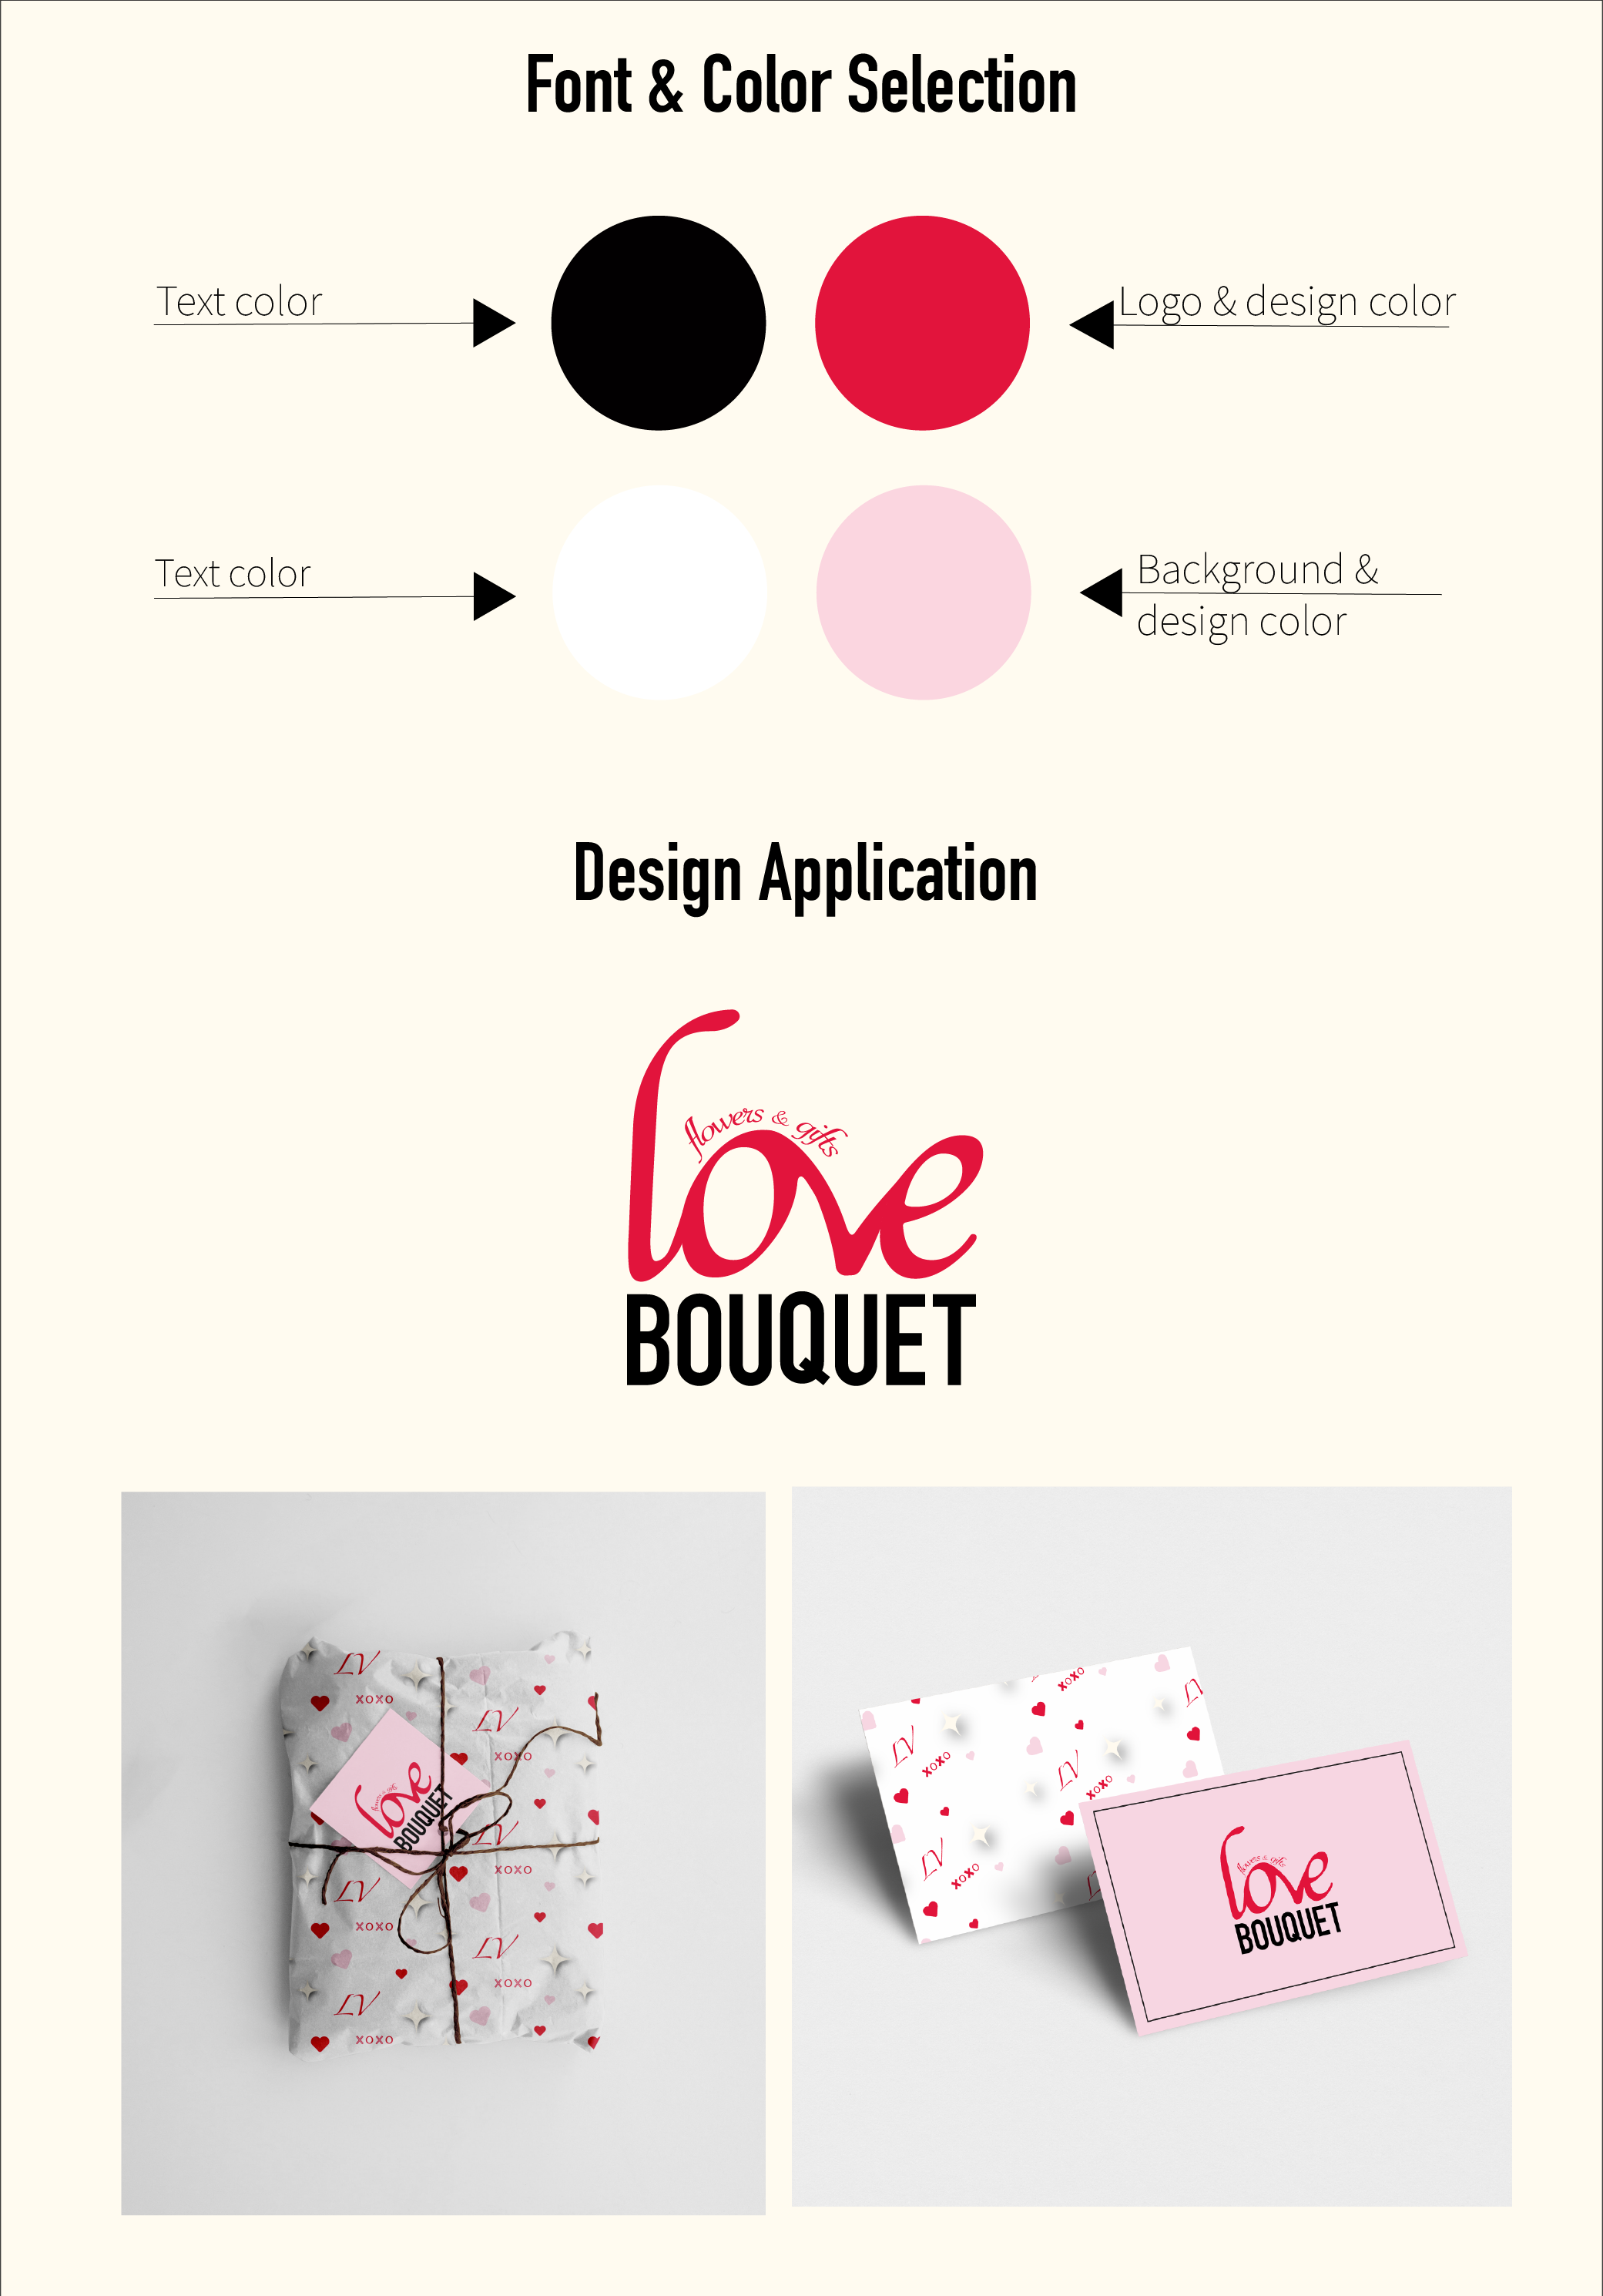 Font & Color Selection
Text color
Logo & design color
Text color
Background &
design color
Design Application
flowers & gifts
love
BOUQUET
LV
xoxo
LV
xoxo
flowers & gifts
love
BOUQUET
LV
xoxo
LV
xoxo
LV
xoxo
LV
xoxo
xoxo
LV
LV
xoxo
LV
xoxo
LV
xoxo
flowers & gifts
love
BOUQUET